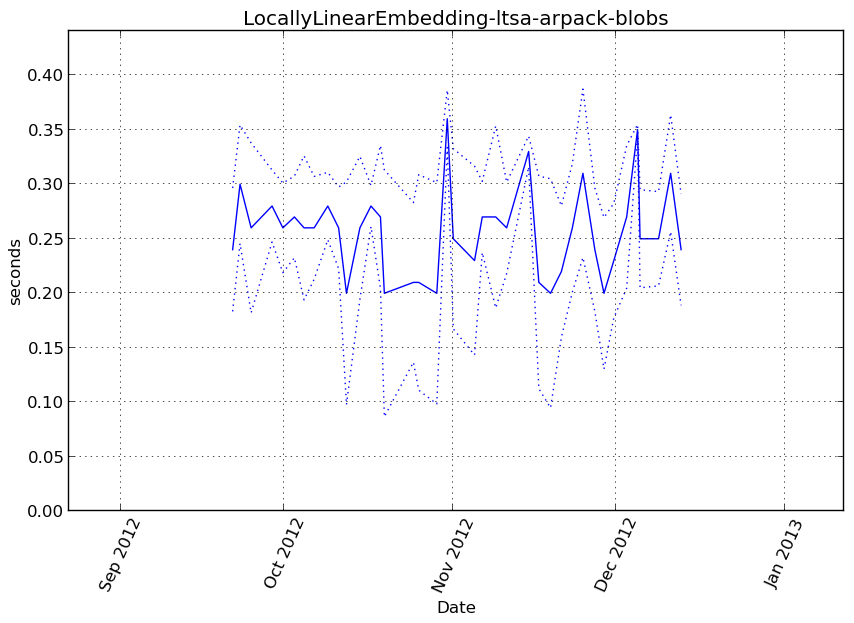 LocallyLinearEmbedding-ltsa-arpack-blobs
0.40
0.35
0.30
0.25
0.20
0.15
0.10
0.05
0.00
seconds
Sep 2012
Oct 2012
Nov 2012
Dec 2012
Jan 2013
Date